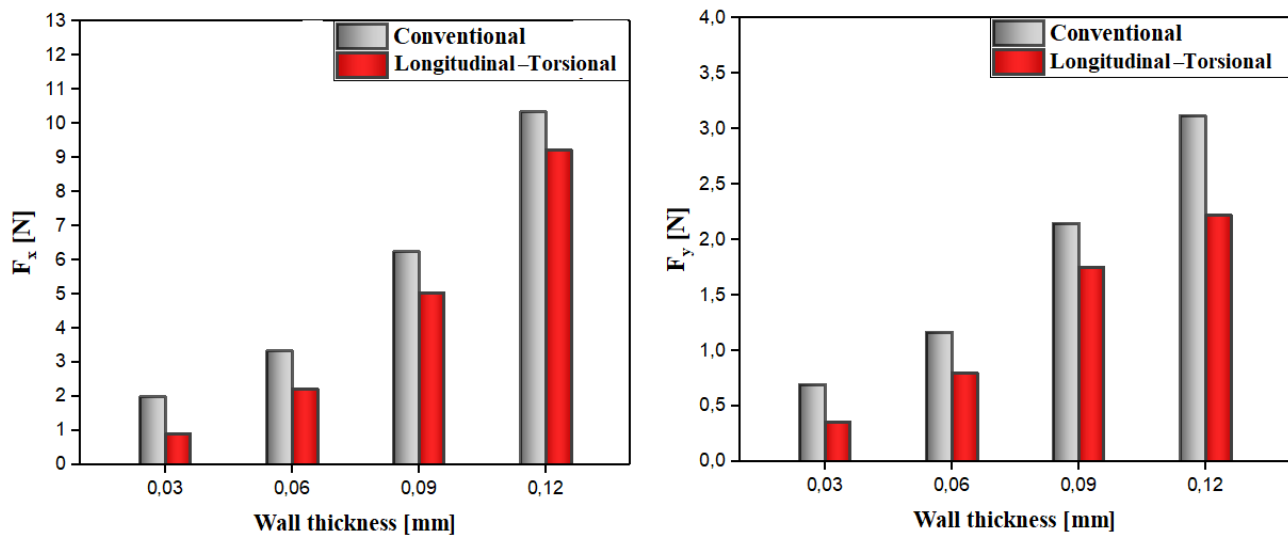 13
12
11
10
9
8
7
6
5
4
3
2
1
0
F_x [N]
Conventional
Longitudinal–Torsional
0,03 0,06 0,09 0,12
Wall thickness [mm]
4,0
3,5
3,0
2,5
2,0
1,5
1,0
0,5
0,0
F_y [N]
Conventional
Longitudinal–Torsional
0,03 0,06 0,09 0,12
Wall thickness [mm]